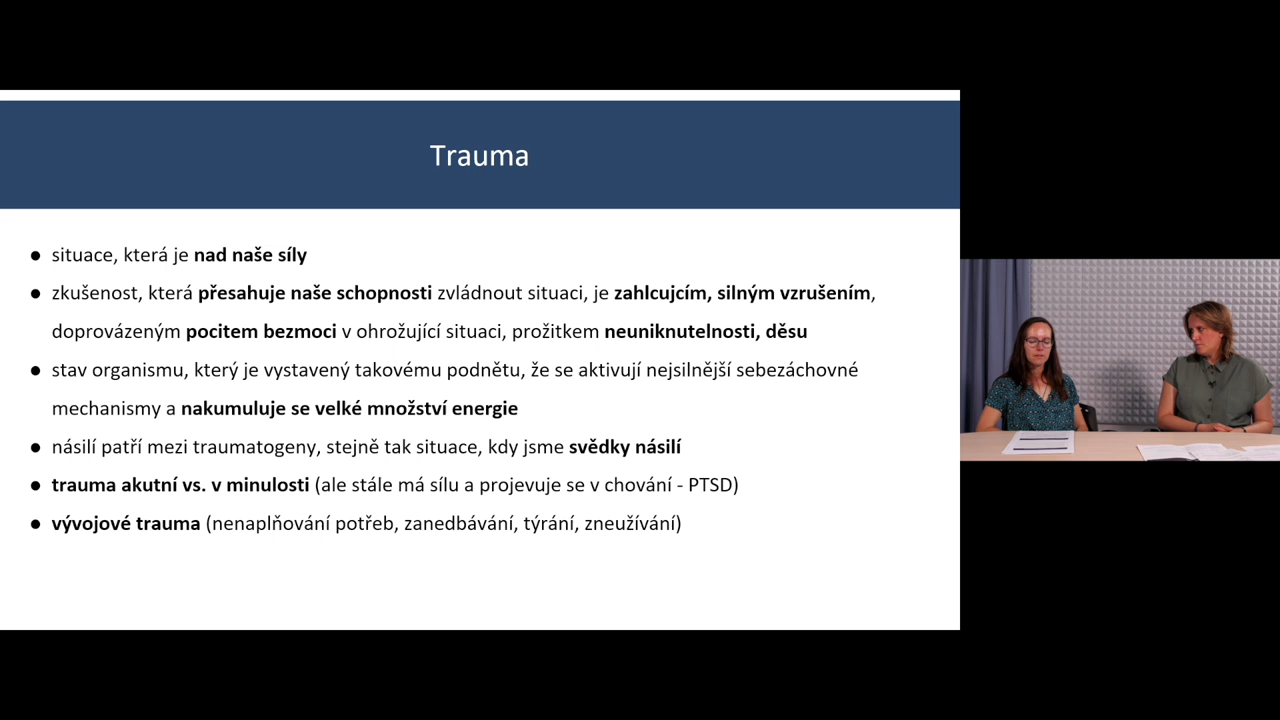 Trauma
● situace, která je nad naše síly
● zkušenost, která přesahuje naše schopnosti zvládnout situaci, je zahlcujcím, silným vzrušením,
doprovázeným pocitem bezmoci v ohrožující situaci, prožitkem neuniknutelnosti, děsu
● stav organismu, který je vystavený takovému podnětu, že se aktivují nejsilnější sebezáchovné
mechanismy a nakumuluje se velké množství energie
● násilí patří mezi traumatogeny, stejně tak situace, kdy jsme svědky násilí
● trauma akutní vs. v minulosti (ale stále má sílu a projevuje se v chování - PTSD)
● vývojové trauma (nenaplňování potřeb, zanedbávání, týrání, zneužívání)